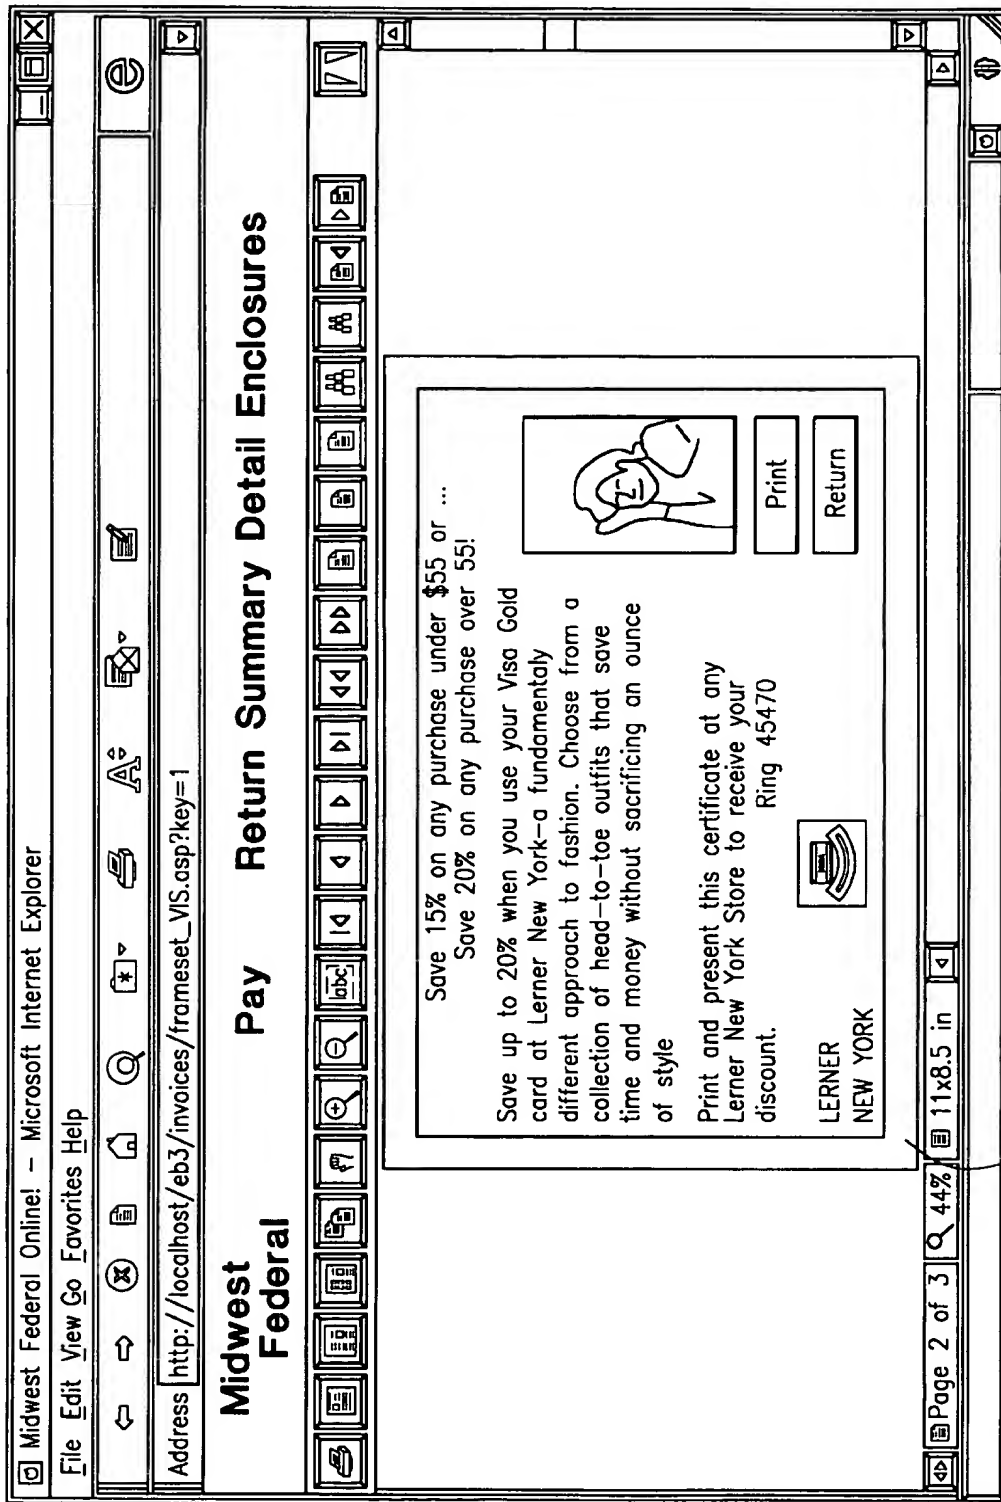 Midwest Federal Online! – Microsoft Internet Explorer
File Edit View Go Favorites Help
Address http://localhost/eb3/invoices/frameset_VIS.asp?key=1
Midwest
Federal
Pay Return Summary Detail Enclosures
abc
Save 15% on any purchase under $55 or ...
Save 20% on any purchase over 55!
Save up to 20% when you use your Visa Gold
card at Lerner New York–a fundamentaly
different approach to fashion. Choose from a
collection of head–to–toe outfits that save
time and money without sacrificing an ounce
of style
Print and present this certificate at any
Lerner New York Store to receive your
discount.
Ring 45470
LERNER
NEW YORK
Print
Return
Page 2 of 3 44% 11x8.5 in